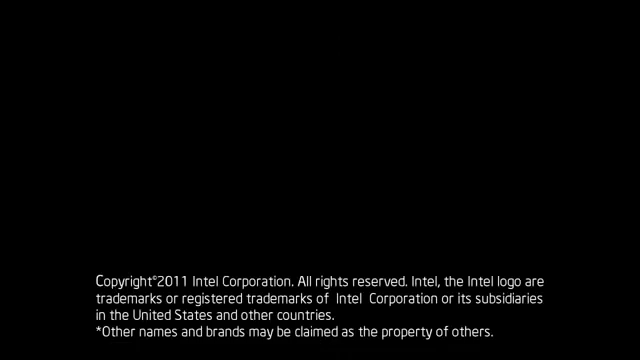 Copyright©2011 Intel Corporation. All rights reserved. Intel, the Intel logo are
trademarks or registered trademarks of Intel Corporation or its subsidiaries
in the United States and other countries.
*Other names and brands may be claimed as the property of others.